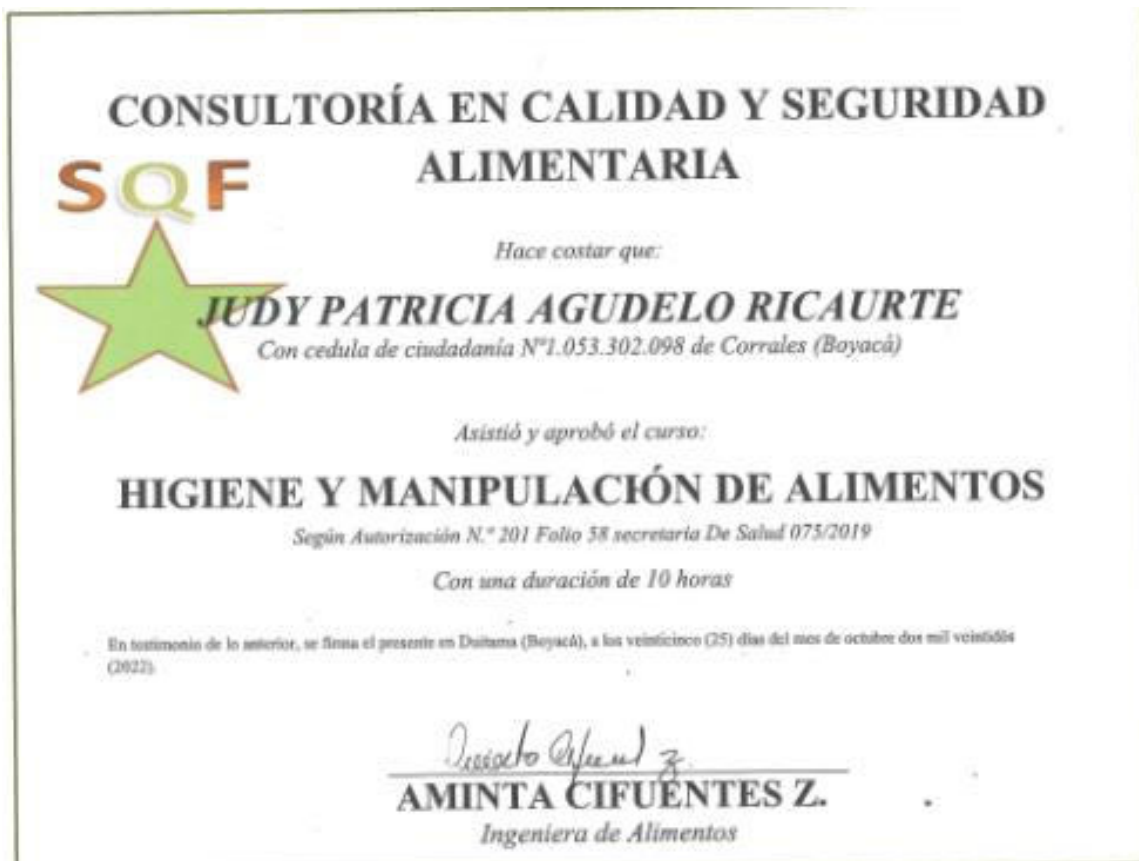 CONSULTORÍA EN CALIDAD Y SEGURIDAD
ALIMENTARIA
SQF
Hace costar que:
JUDY PATRICIA AGUDELO RICAURTE
Con cedula de ciudadanía Nº1.053.302.098 de Corrales (Boyacá)
Asistió y aprobó el curso:
HIGIENE Y MANIPULACIÓN DE ALIMENTOS
Según Autorización N.º 201 Folio 58 secretaria De Salud 075/2019
Con una duración de 10 horas
En testimonio de lo anterior, se firma el presente en Duitama (Boyacá), a los veinticinco (25) días del mes de octubre dos mil veintidós
(2022).
AMINTA CIFUENTES Z.
Ingeniera de Alimentos